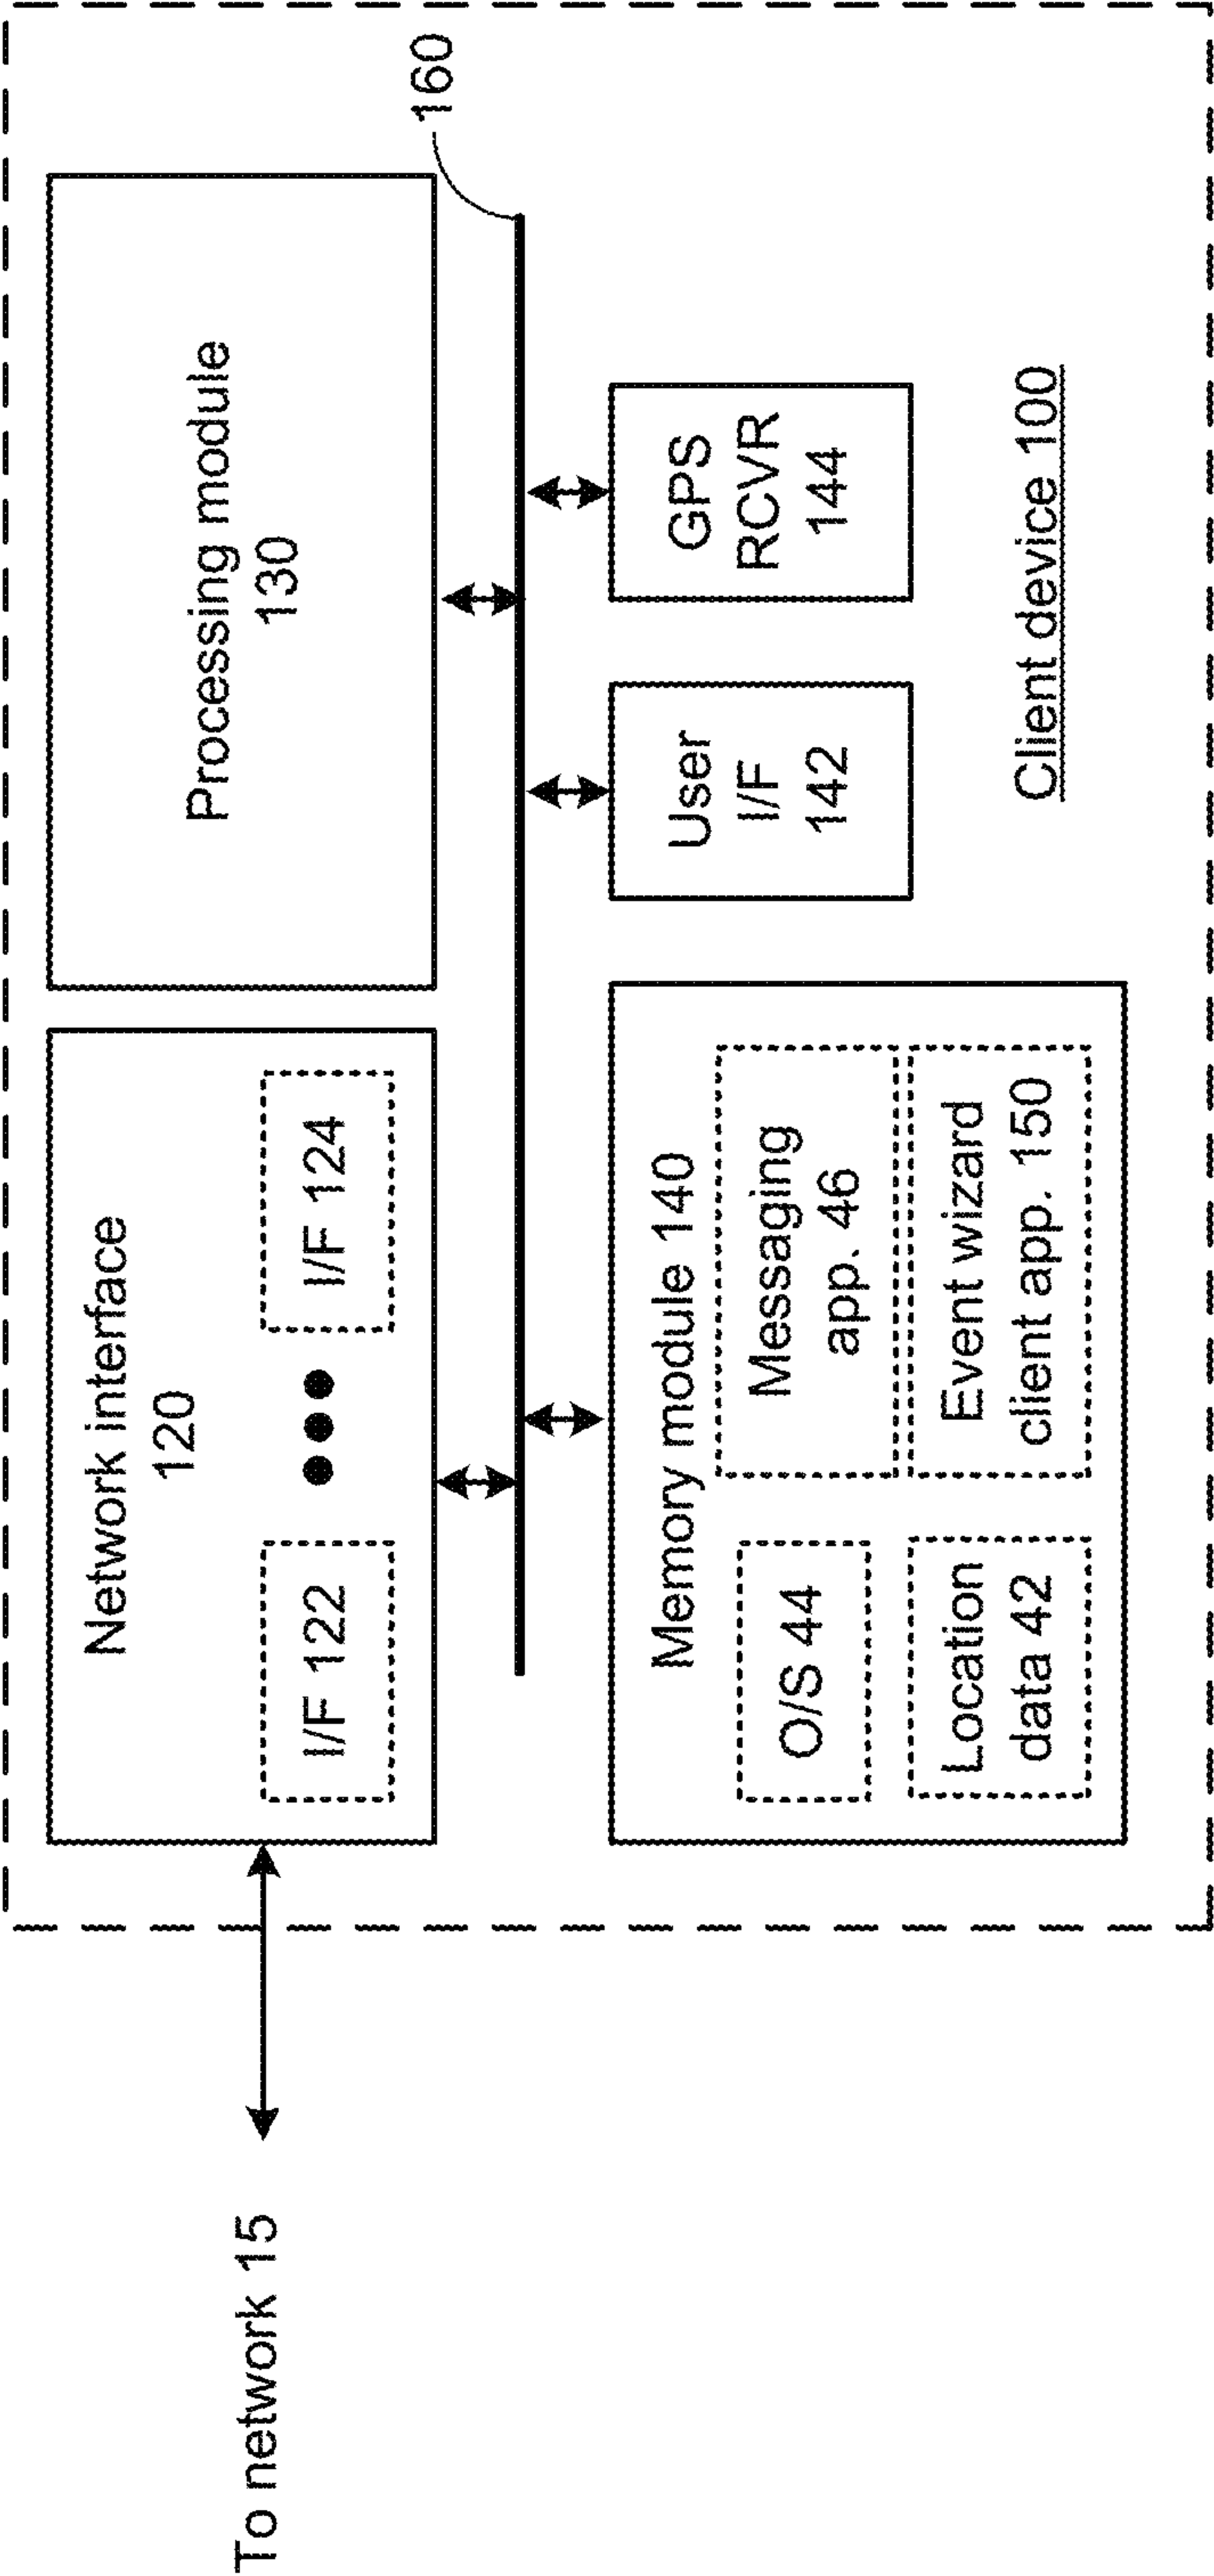 To network 15
Network interface
120
I/F 122
I/F 124
Processing module
130
160
Memory module 140
O/S 44
Messaging
app. 46
Location
data 42
Event wizard
client app. 150
User
I/F
142
GPS
RCVR
144
Client device 100